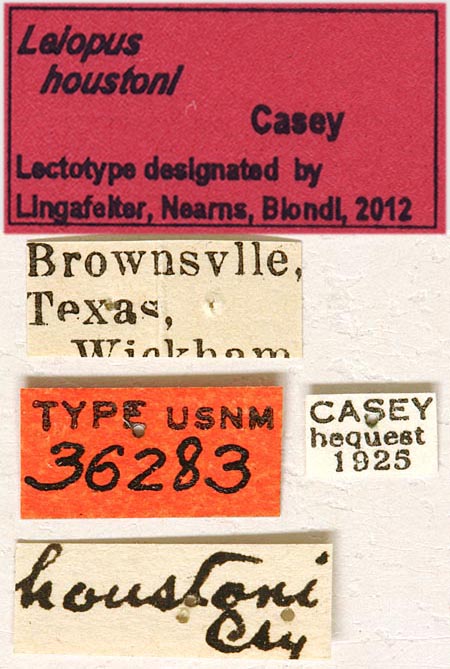 Leiopus
houstoni
Casey
Lectotype designated by
Lingafelter, Nearns, Biondi, 2012
Brownsvlle,
Texas,
Wickham
TYPE USNM
36283
CASEY
bequest
1925
houstoni
Csy